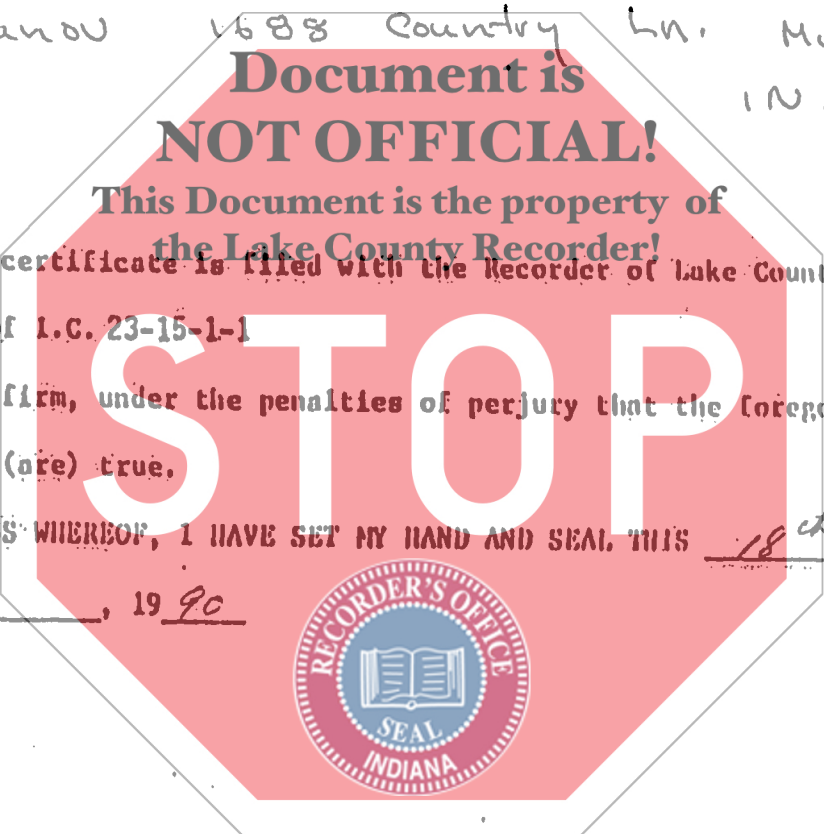 anov 1688 Country Ln.
IN
Document is
NOT OFFICIAL!
This Document is the property of
the Lake County Recorder!
certificate is filed with the Recorder of Lake Count
f I.C. 23-15-1-1
STOP
firm, under the penalties of perjury that the forego
(are) true.
S WHEREOF, I HAVE SET MY HAND AND SEAL THIS 18th
, 19 90
RECORDER'S OFFICE
SEAL
INDIANA